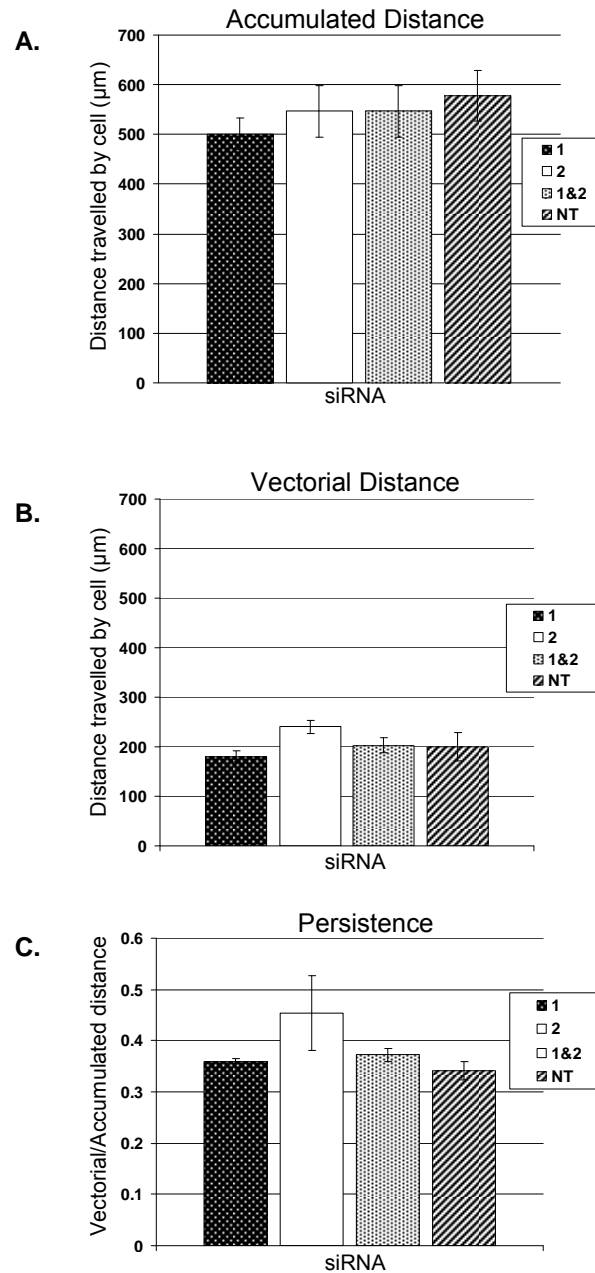 A.
Accumulated Distance
Distance travelled by cell (µm)
700
600
500
400
300
200
100
0
siRNA
1
2
1&2
NT
B.
Vectorial Distance
Distance travelled by cell (µm)
700
600
500
400
300
200
100
0
siRNA
1
2
1&2
NT
C.
Persistence
Vectorial/Accumulated distance
0.6
0.5
0.4
0.3
0.2
0.1
0
siRNA
1
2
1&2
NT